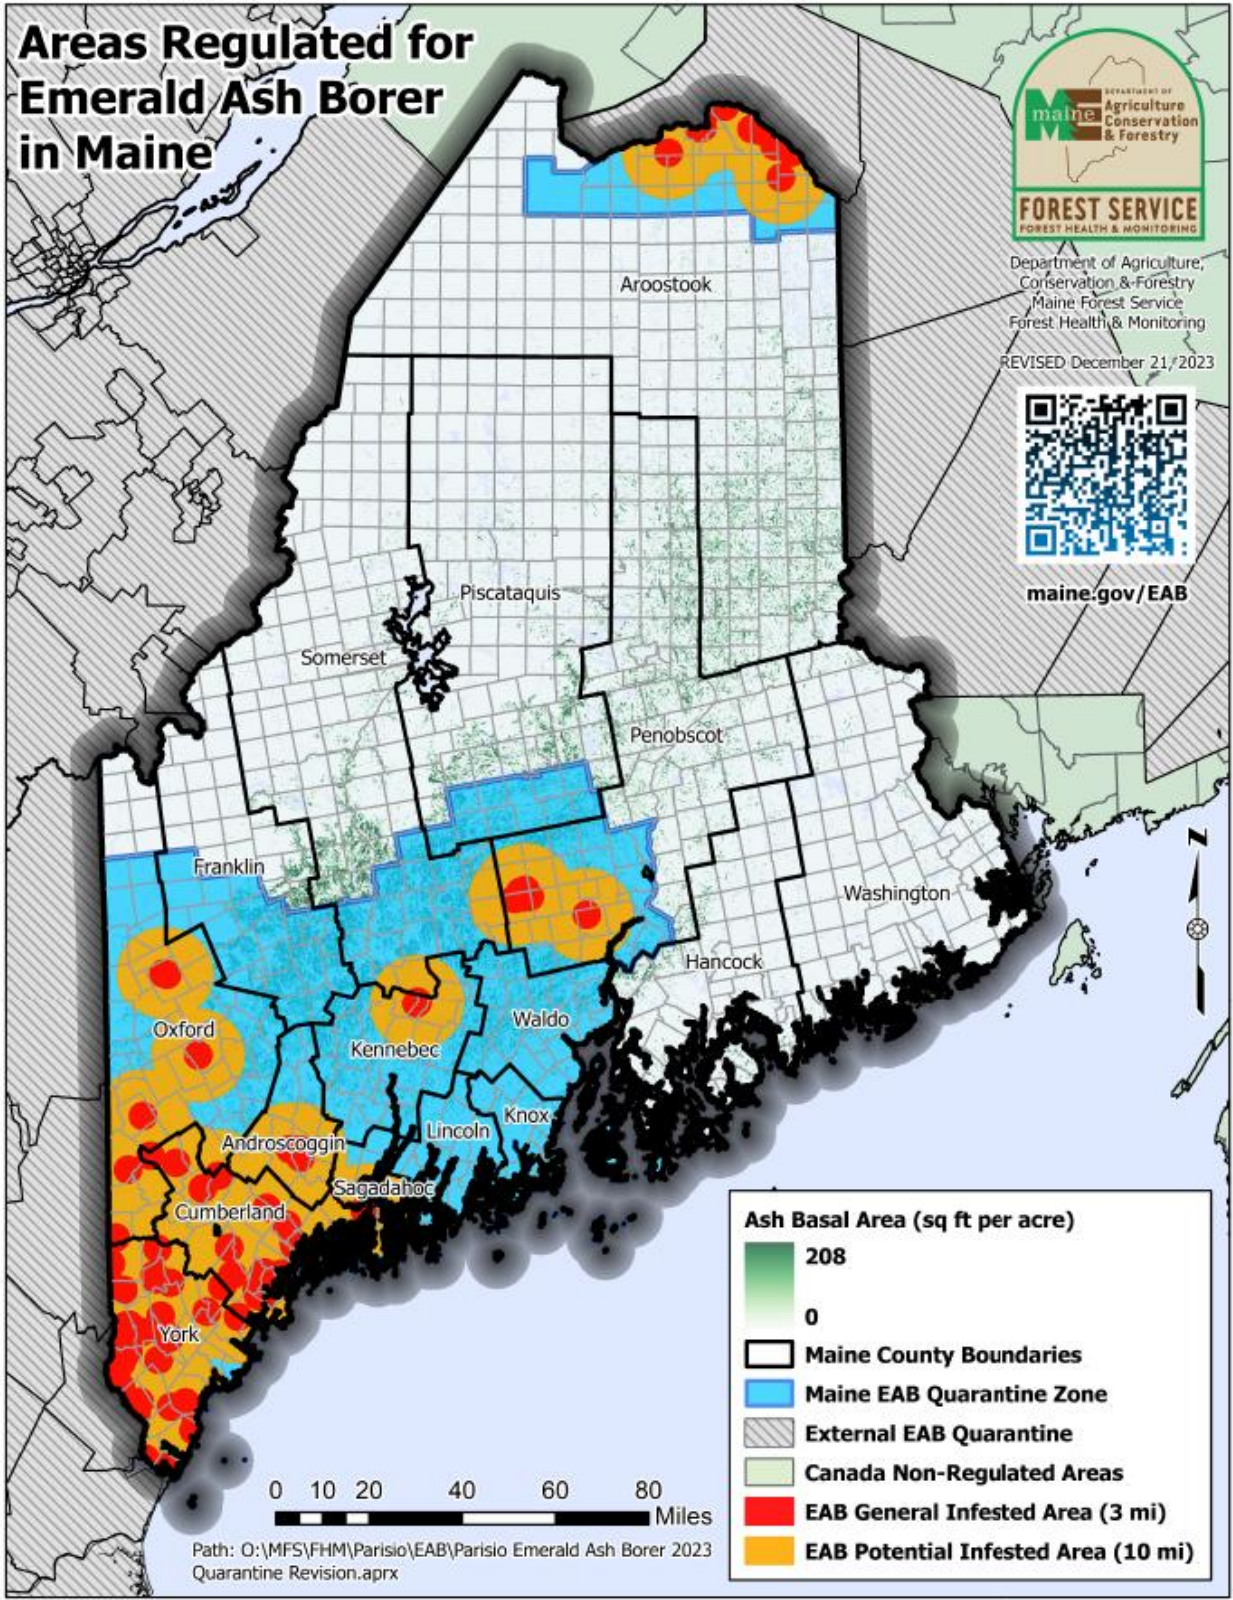 Areas Regulated for
Emerald Ash Borer
in Maine
maine
DEPARTMENT OF
Agriculture
Conservation
& Forestry
FOREST SERVICE
FOREST HEALTH & MONITORING
Department of Agriculture,
Conservation & Forestry
Maine Forest Service
Forest Health & Monitoring
REVISED December 21, 2023
maine.gov/EAB
Aroostook
Piscataquis
Somerset
Penobscot
Franklin
Washington
Hancock
Oxford
Waldo
Kennebec
Knox
Lincoln
Androscoggin
Sagadahoc
Cumberland
York
N
Ash Basal Area (sq ft per acre)
208
0
Maine County Boundaries
Maine EAB Quarantine Zone
External EAB Quarantine
Canada Non-Regulated Areas
EAB General Infested Area (3 mi)
EAB Potential Infested Area (10 mi)
0 10 20 40 60 80
Miles
Path: O:\MFS\FHM\Parisio\EAB\Parisio Emerald Ash Borer 2023
Quarantine Revision.aprx